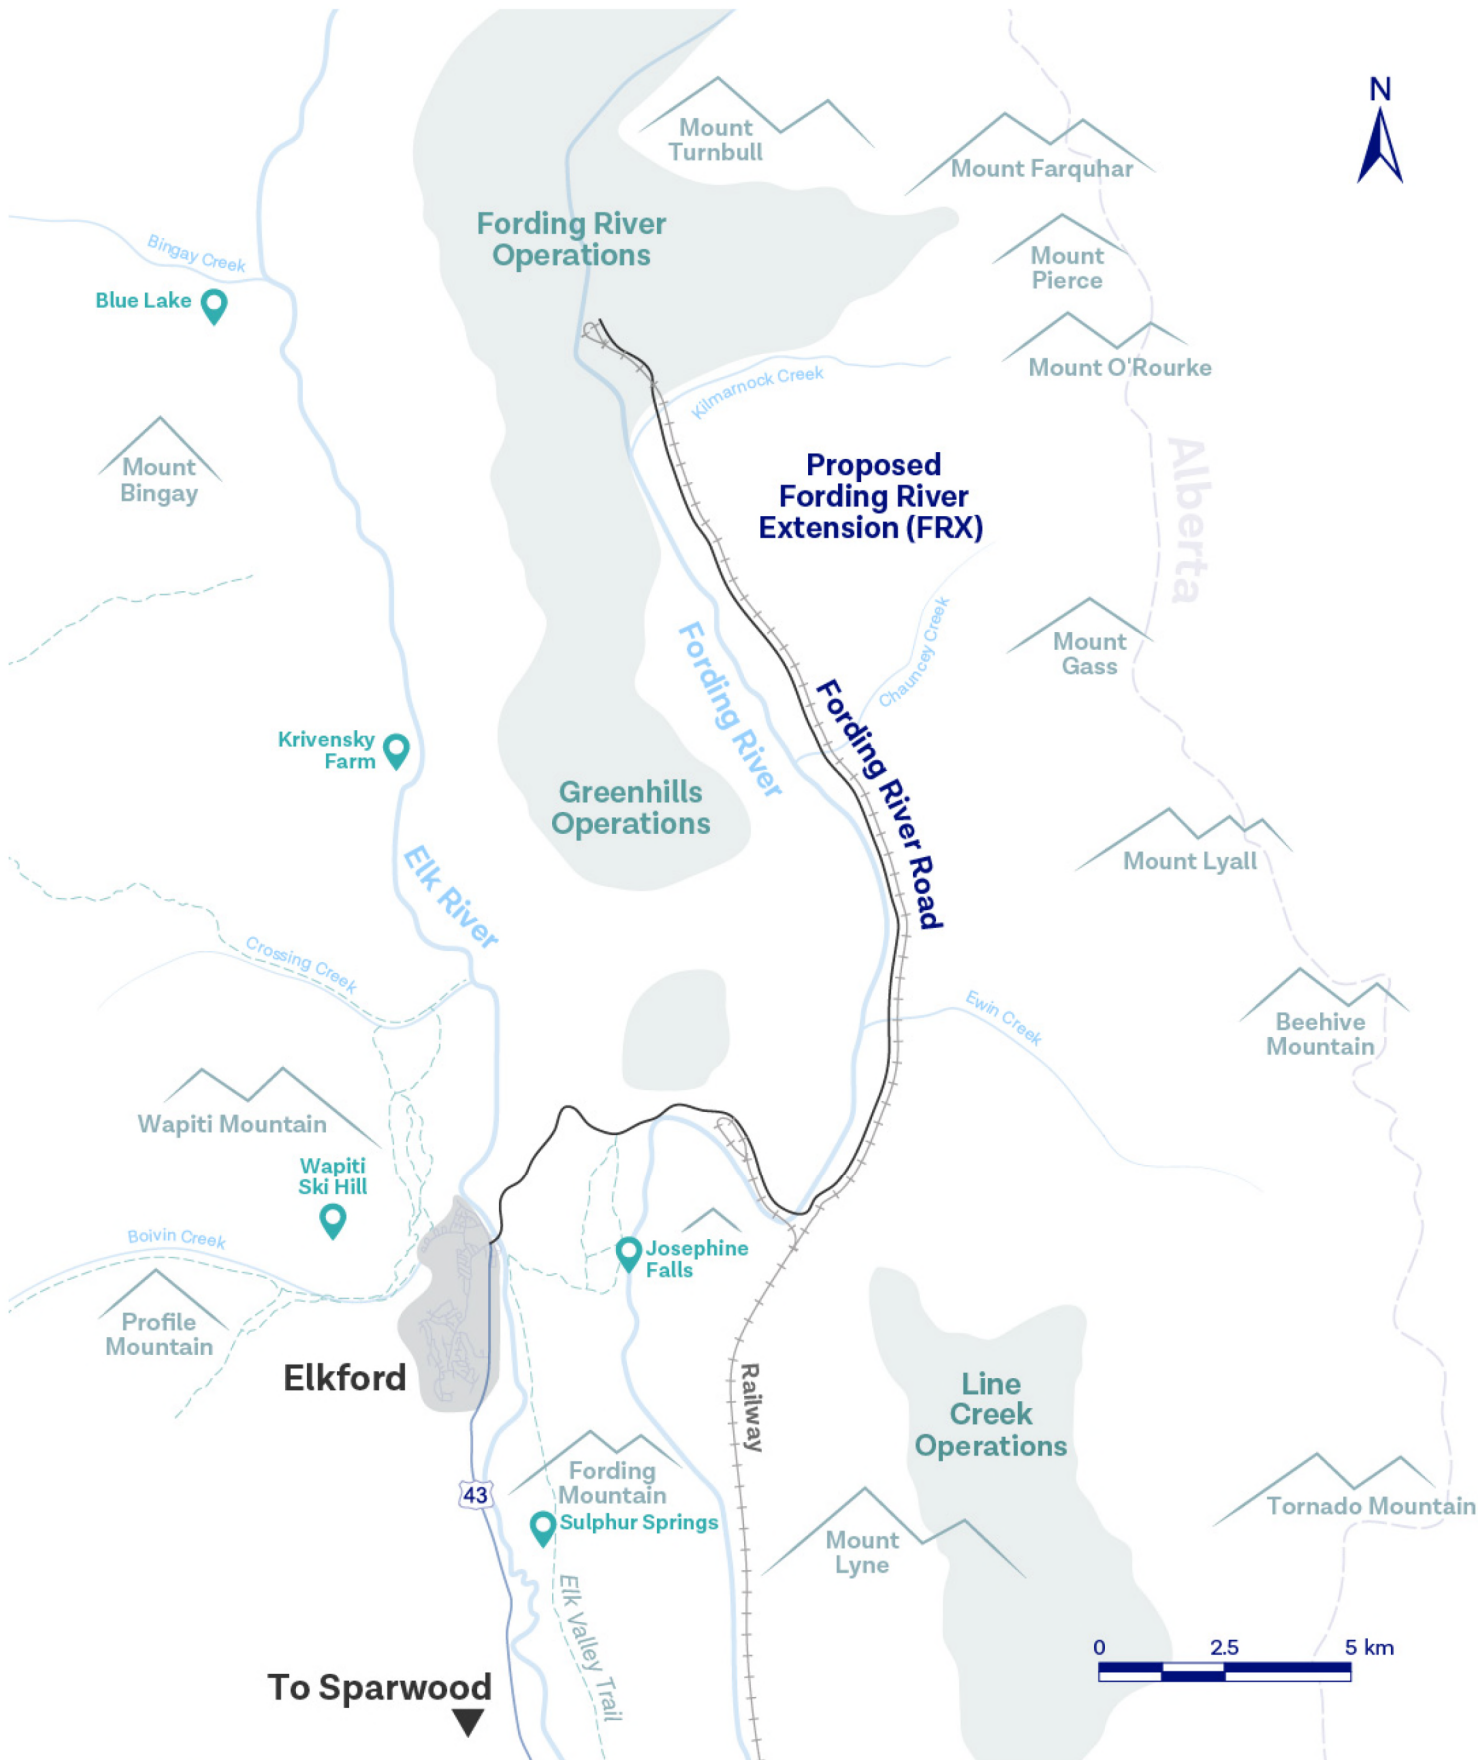 N
Mount
Turnbull
Mount Farquhar
Fording River
Operations
Bingay Creek
Mount
Pierce
Blue Lake
Mount O'Rourke
Kilmarnock Creek
Mount
Bingay
Proposed
Fording River
Extension (FRX)
Alberta
Chauncey Creek
Mount
Gass
Fording River
Fording River Road
Krivensky
Farm
Greenhills
Operations
Elk River
Mount Lyall
Crossing Creek
Ewin Creek
Beehive
Mountain
Wapiti Mountain
Wapiti
Ski Hill
Boivin Creek
Josephine
Falls
Profile
Mountain
Elkford
Railway
Line
Creek
Operations
Fording
Mountain
43
Sulphur Springs
Tornado Mountain
Mount
Lyne
Elk Valley Trail
To Sparwood
0 2.5 5 km